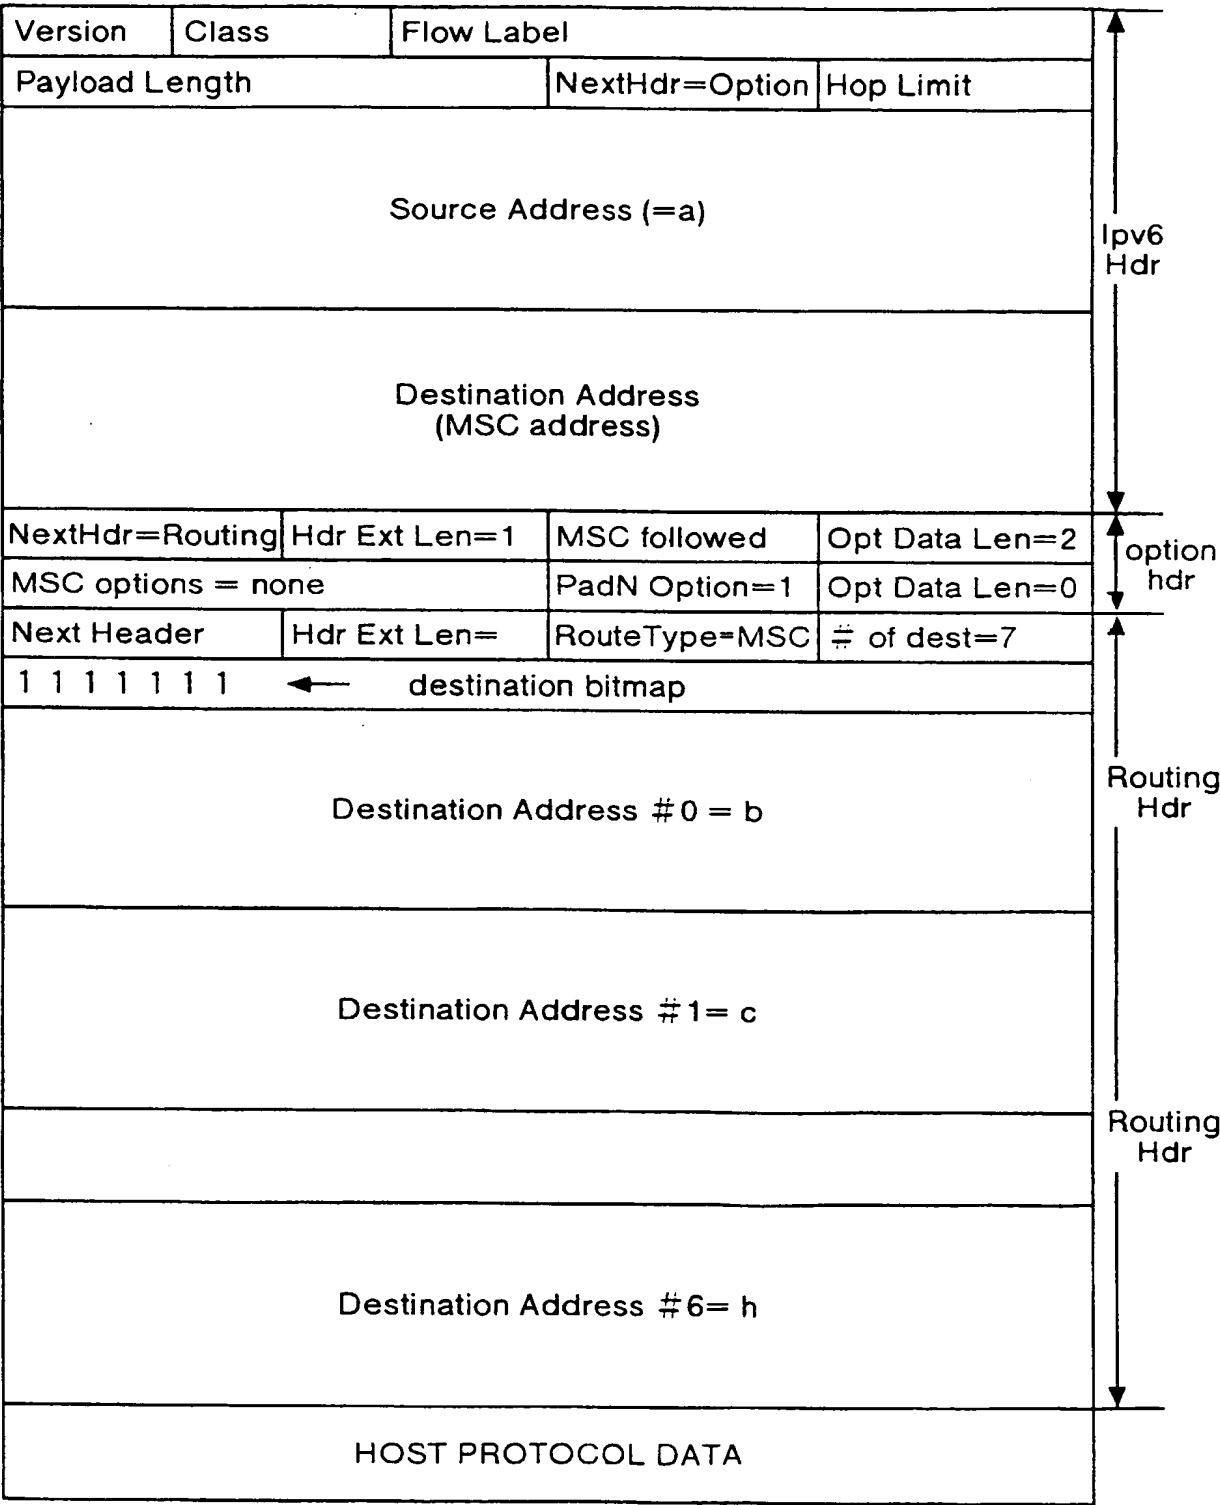 Version Class Flow Label
Payload Length NextHdr=Option Hop Limit
Source Address (=a)
Ipv6
Hdr
Destination Address
(MSC address)
NextHdr=Routing Hdr Ext Len=1 MSC followed Opt Data Len=2
option
hdr
MSC options = none PadN Option=1 Opt Data Len=0
Next Header Hdr Ext Len= RouteType=MSC # of dest=7
1 1 1 1 1 1 1 destination bitmap
Routing
Hdr
Destination Address #0 = b
Destination Address #1= c
Routing
Hdr
Destination Address #6= h
HOST PROTOCOL DATA